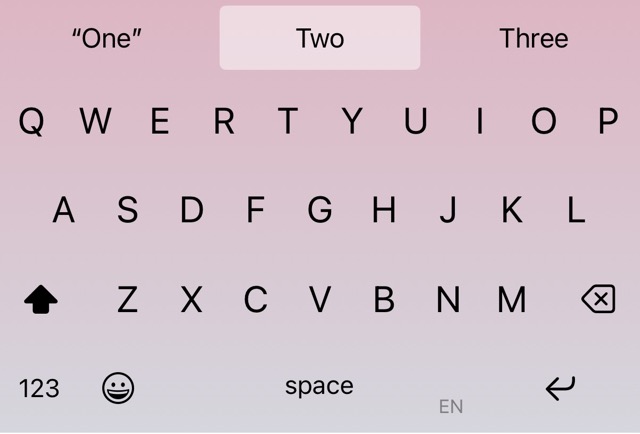 “One” Two Three
Q W E R T Y U I O P
A S D F G H J K L
Z X C V B N M
123 space EN